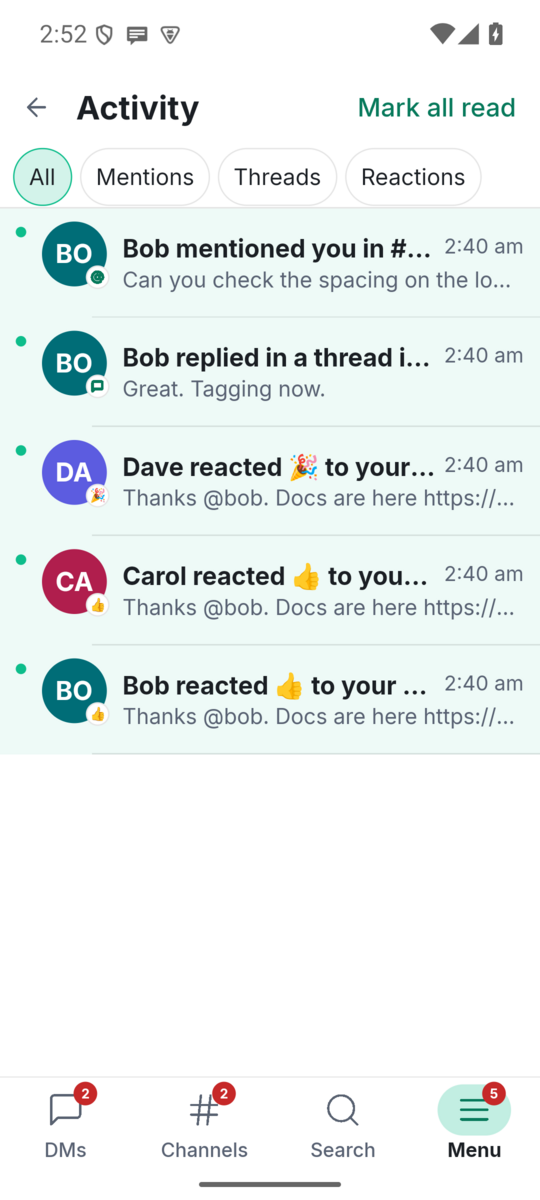 2:52
Activity
Mark all read
All
Mentions
Threads
Reactions
BO
Bob mentioned you in #...
2:40 am
Can you check the spacing on the lo...
BO
Bob replied in a thread i...
2:40 am
Great. Tagging now.
DA
Dave reacted 🎉 to your...
2:40 am
Thanks @bob. Docs are here https://...
CA
Carol reacted 👍 to you...
2:40 am
Thanks @bob. Docs are here https://...
BO
Bob reacted 👍 to your ...
2:40 am
Thanks @bob. Docs are here https://...
2
2
5
DMs
Channels
Search
Menu